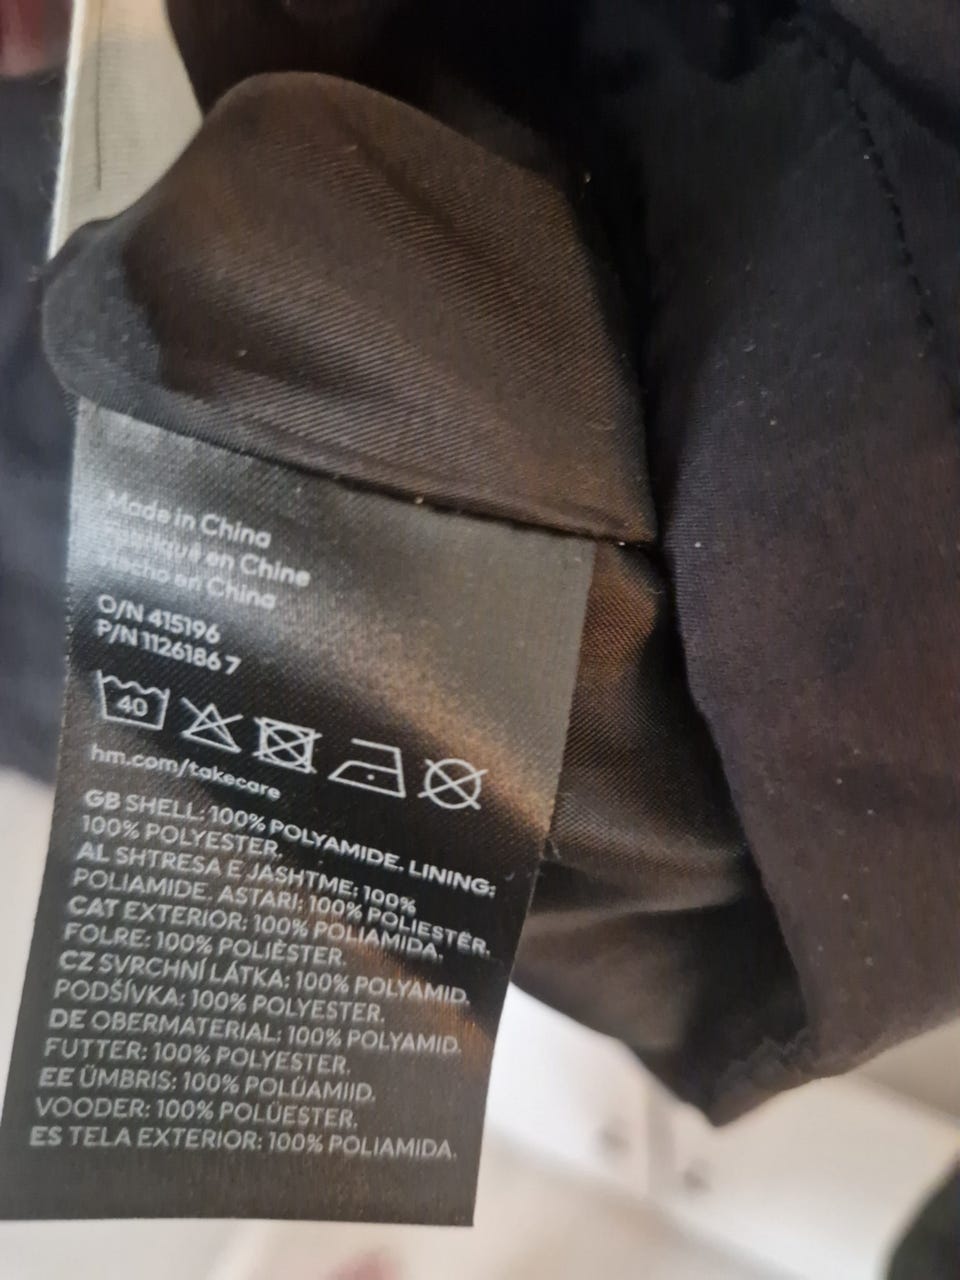 Made in China
Fabriqué en Chine
Hecho en China
O/N 415196
P/N 1126186 7
40
hm.com/takecare
GB SHELL: 100% POLYAMIDE. LINING:
100% POLYESTER.
AL SHTRESA E JASHTME: 100%
POLIAMIDE. ASTARI: 100% POLIESTËR.
CAT EXTERIOR: 100% POLIAMIDA.
FOLRE: 100% POLIÈSTER.
CZ SVRCHNÍ LÁTKA: 100% POLYAMID.
PODŠÍVKA: 100% POLYESTER.
DE OBERMATERIAL: 100% POLYAMID.
FUTTER: 100% POLYESTER.
EE ÜMBRIS: 100% POLÜAMIID.
VOODER: 100% POLÜESTER.
ES TELA EXTERIOR: 100% POLIAMIDA.